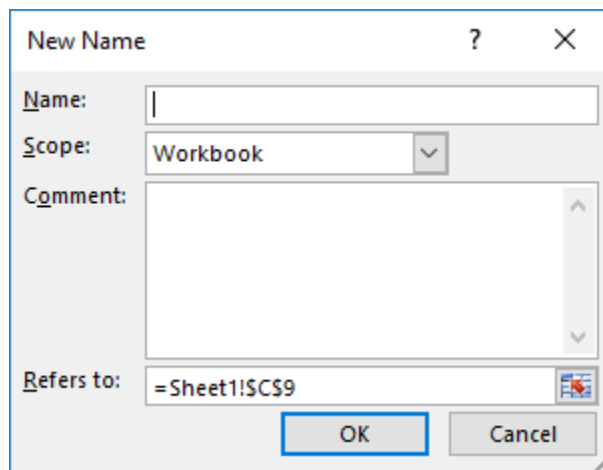 New Name
Name:
Scope: Workbook
Comment:
Refers to: =Sheet1!$C$9
OK Cancel